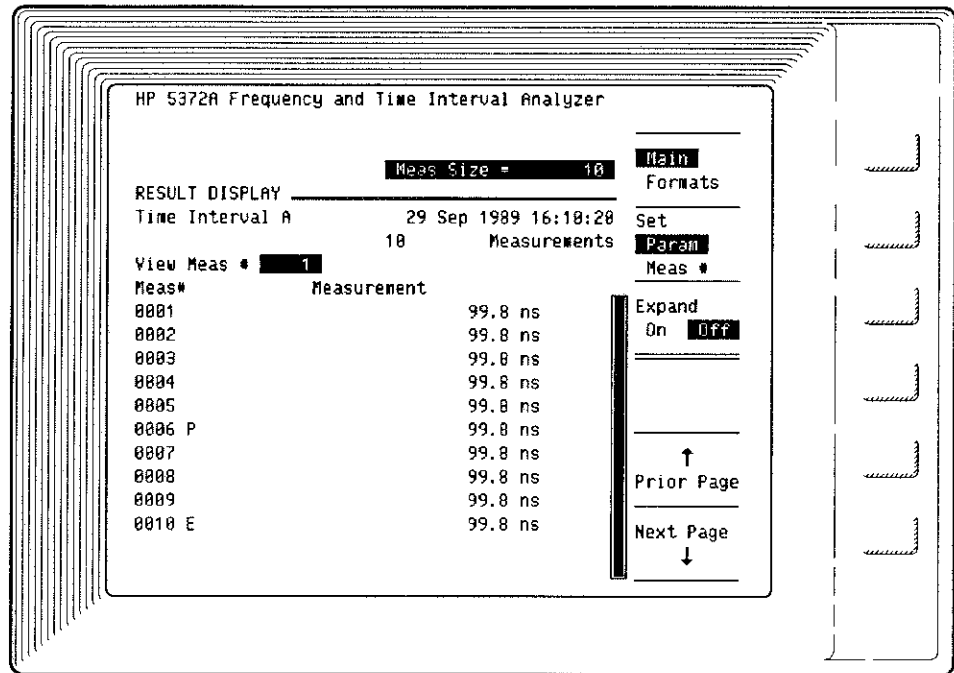 HP 5372A Frequency and Time Interval Analyzer
Meas Size = 10
RESULT DISPLAY
Time Interval A 29 Sep 1989 16:10:20
10 Measurements
View Meas # 1
Meas# Measurement
0001 99.8 ns
0002 99.8 ns
0003 99.8 ns
0004 99.8 ns
0005 99.8 ns
0006 P 99.8 ns
0007 99.8 ns
0008 99.8 ns
0009 99.8 ns
0010 E 99.8 ns
Main
Formats
Set
Param
Meas #
Expand
On Off
↑
Prior Page
Next Page
↓